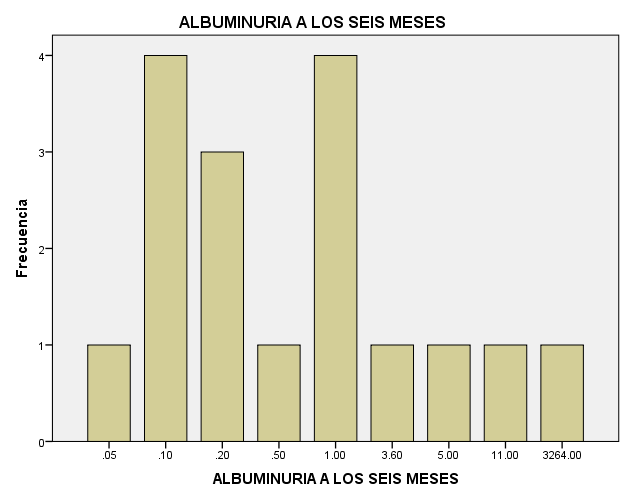 ALBUMINURIA A LOS SEIS MESES
Frecuencia
4
3
2
1
0
.05 .10 .20 .50 1.00 3.60 5.00 11.00 3264.00
ALBUMINURIA A LOS SEIS MESES